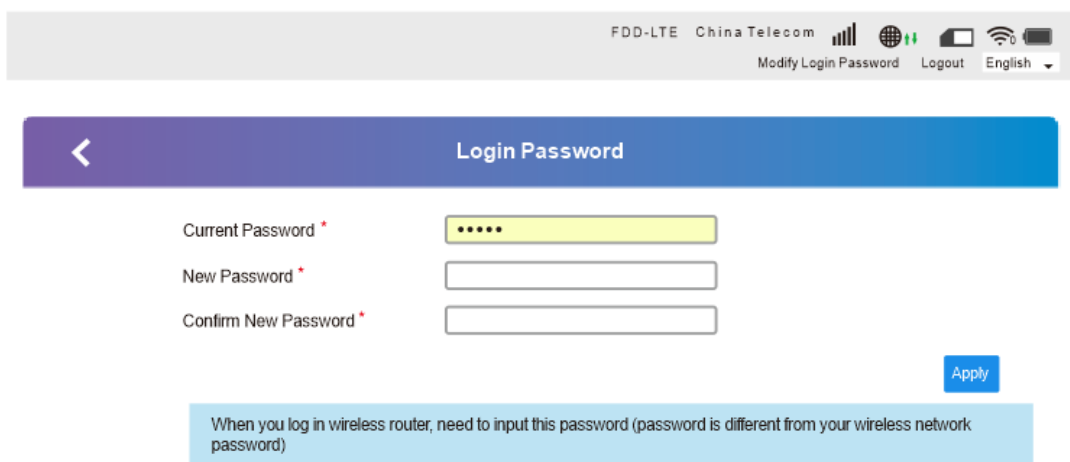 FDD-LTE China Telecom 0
Modify Login Password Logout English
Login Password
Current Password *
New Password *
Confirm New Password *
Apply
When you log in wireless router, need to input this password (password is different from your wireless network
password)